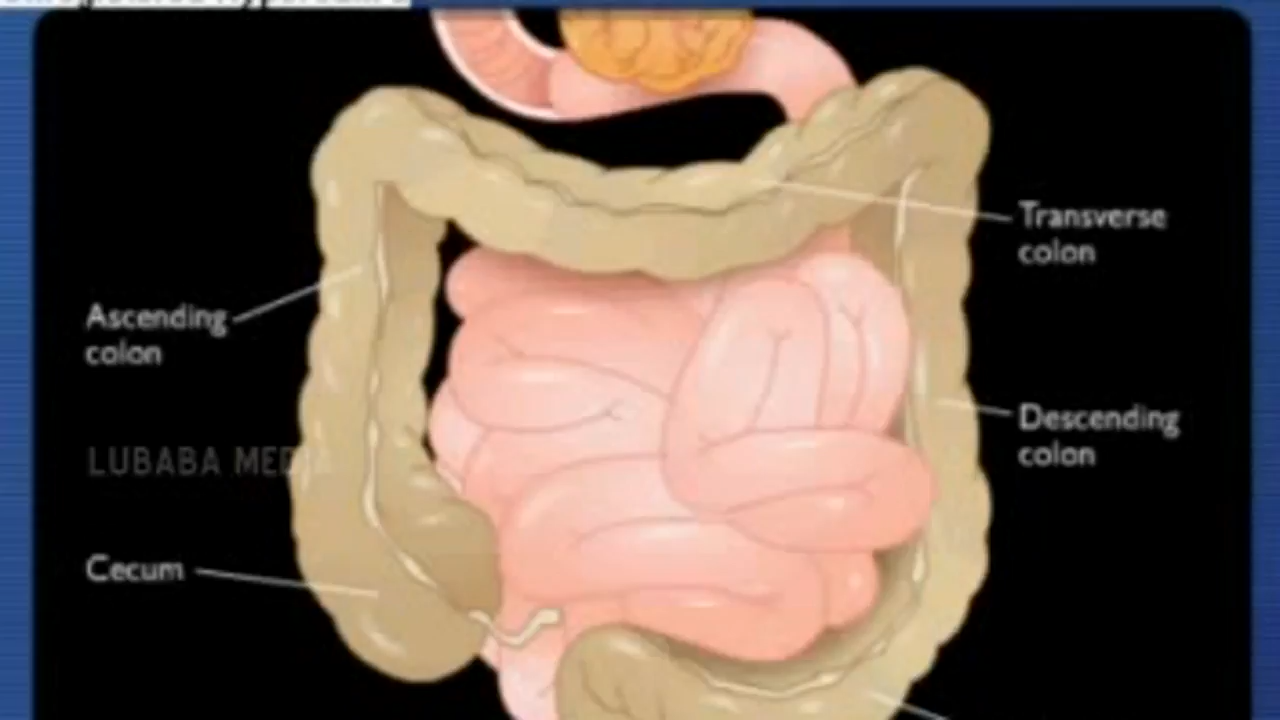 Ascending
colon
LUBABA MEDIA
Cecum
Transverse
colon
Descending
colon